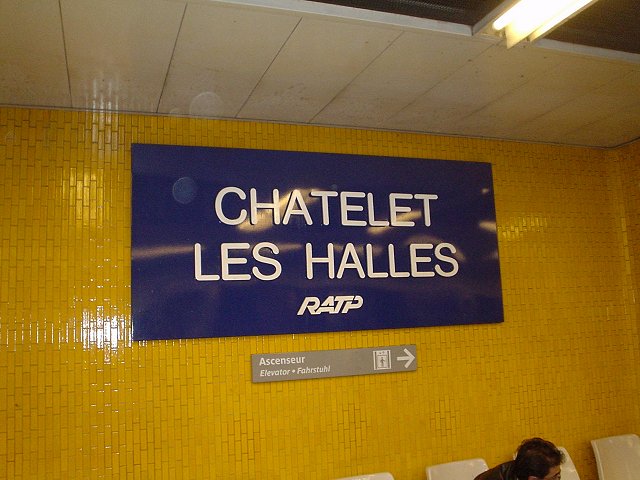 CHATELET
LES HALLES
RATP
Ascenseur
Elevator • Fahrstuhl